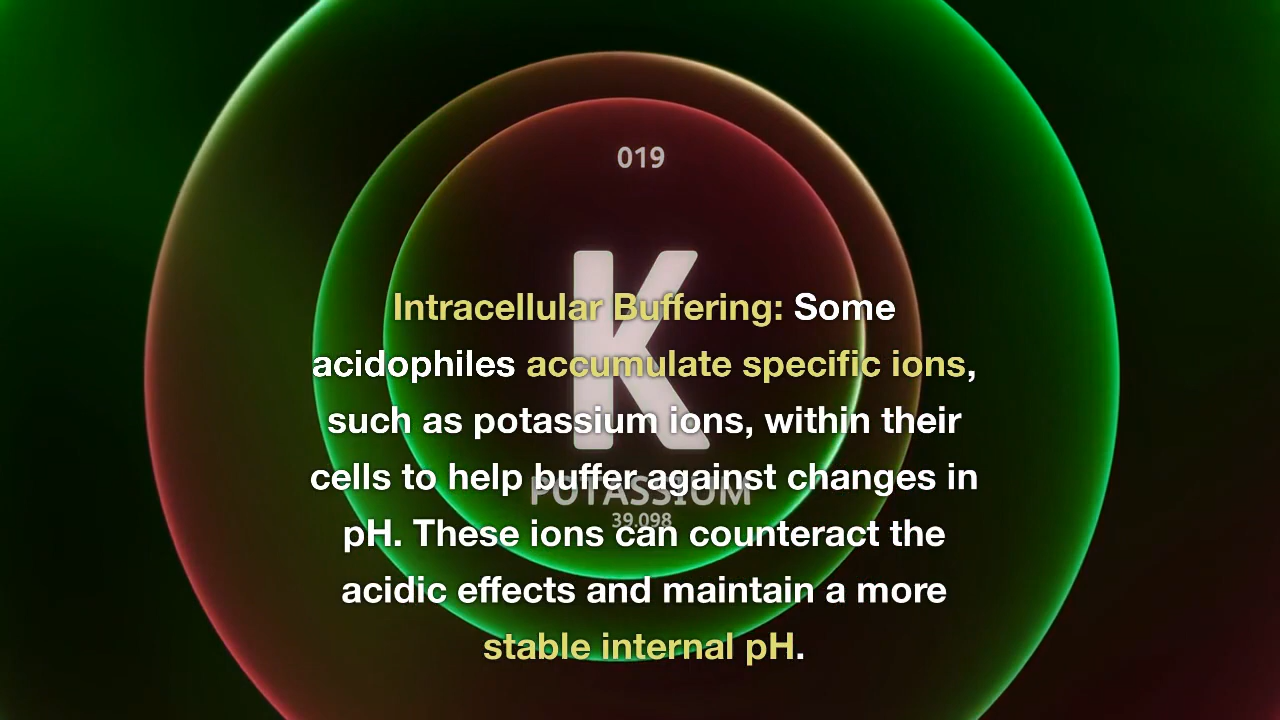 019
K
Intracellular Buffering: Some
acidophiles accumulate specific ions,
such as potassium ions, within their
cells to help buffer against changes in
POTASSIUM
39.098
pH. These ions can counteract the
acidic effects and maintain a more
stable internal pH.